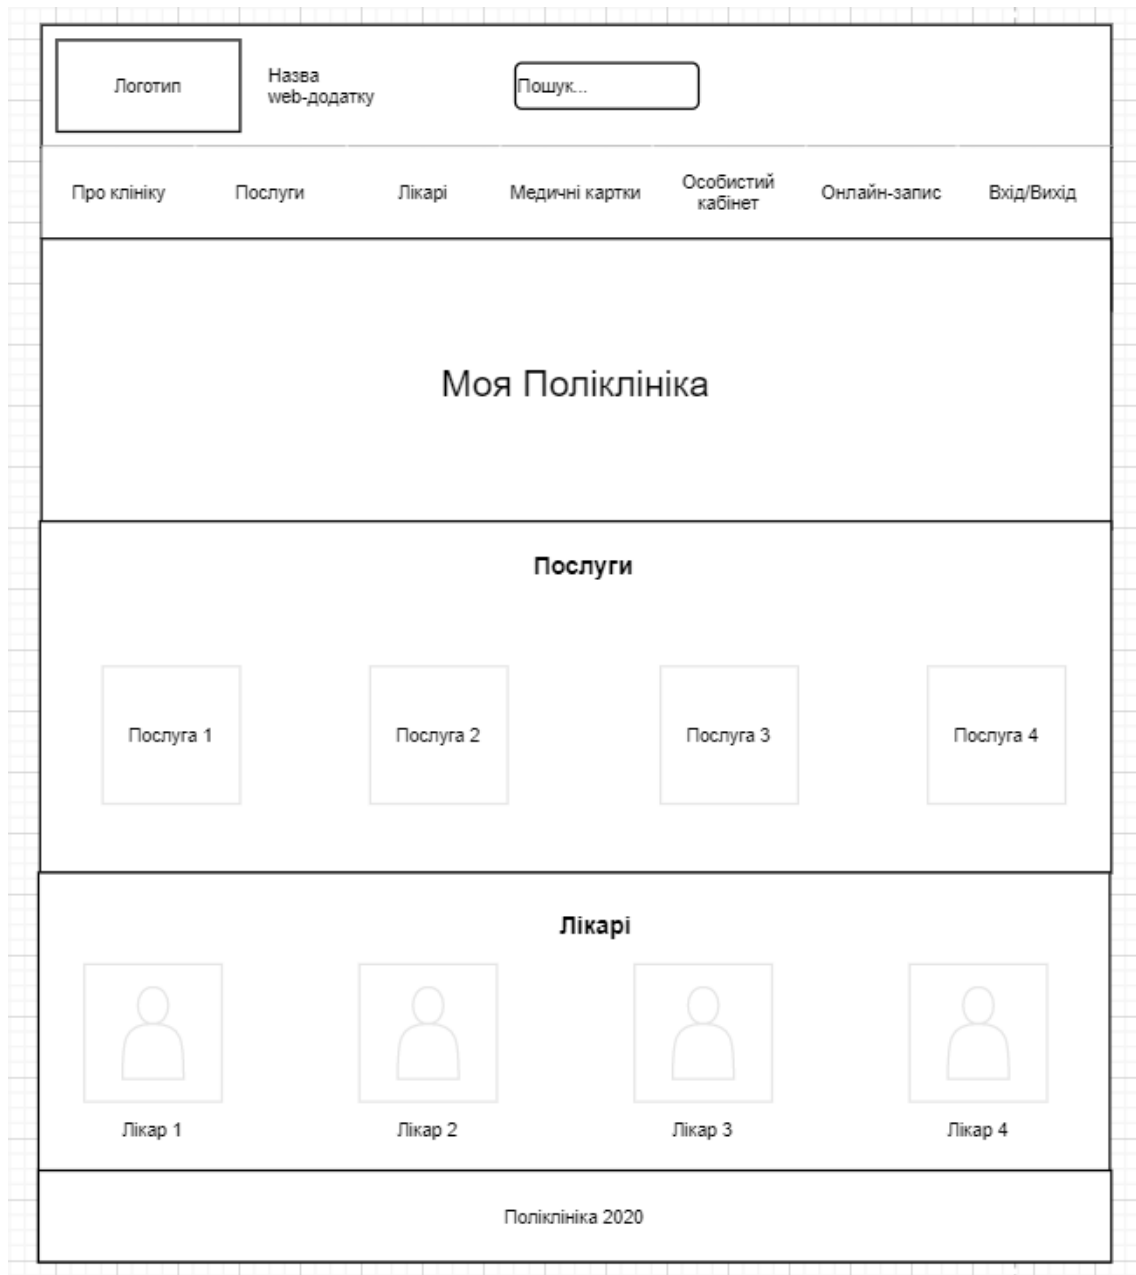 Логотип
Назва
web-додатку
Пошук...
Про клініку
Послуги
Лікарі
Медичні картки
Особистий
кабінет
Онлайн-запис
Вхід/Вихід
Моя Поліклініка
Послуги
Послуга 1
Послуга 2
Послуга 3
Послуга 4
Лікарі
Лікар 1
Лікар 2
Лікар 3
Лікар 4
Поліклініка 2020